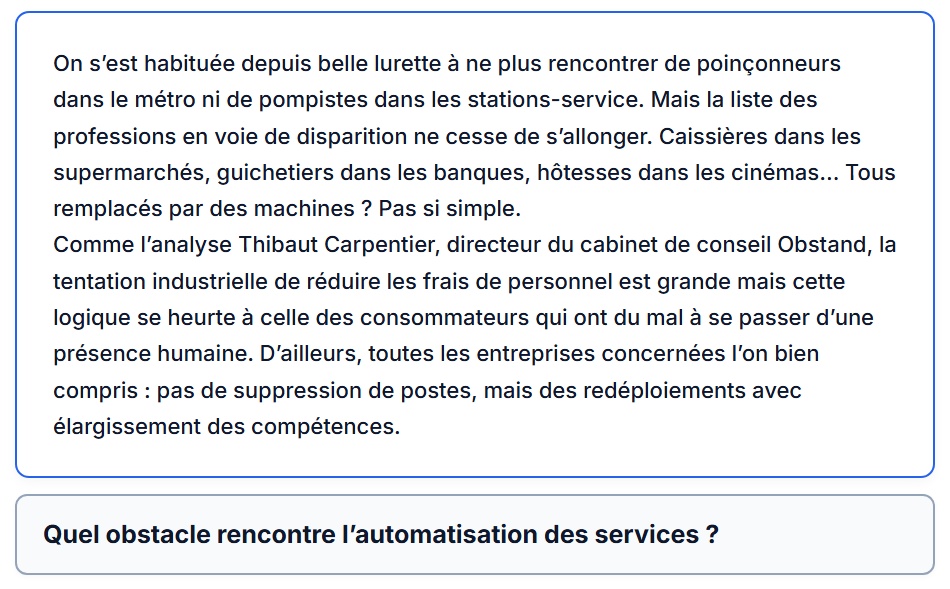 On s’est habituée depuis belle lurette à ne plus rencontrer de poinçonneurs
dans le métro ni de pompistes dans les stations-service. Mais la liste des
professions en voie de disparition ne cesse de s’allonger. Caissières dans les
supermarchés, guichetiers dans les banques, hôtesses dans les cinémas... Tous
remplacés par des machines ? Pas si simple.
Comme l’analyse Thibaut Carpentier, directeur du cabinet de conseil Obstand, la
tentation industrielle de réduire les frais de personnel est grande mais cette
logique se heurte à celle des consommateurs qui ont du mal à se passer d’une
présence humaine. D’ailleurs, toutes les entreprises concernées l’on bien
compris : pas de suppression de postes, mais des redéploiements avec
élargissement des compétences.
Quel obstacle rencontre l’automatisation des services ?